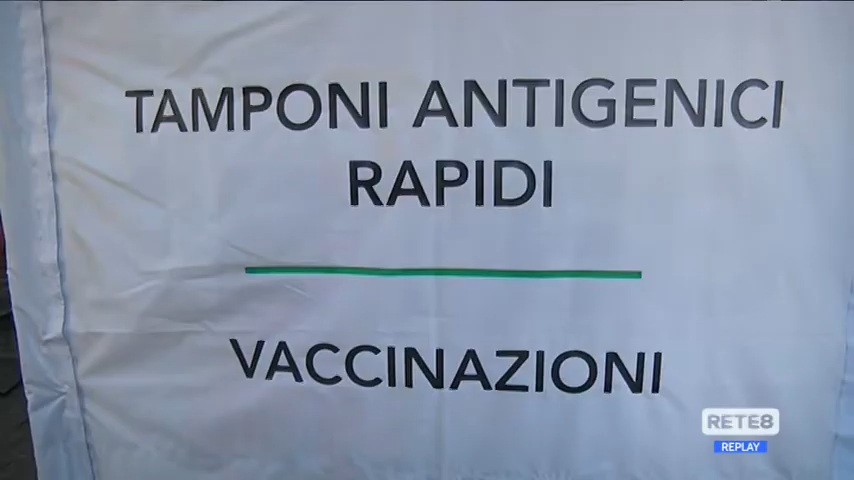 TAMPONI ANTIGENICI
RAPIDI
VACCINAZIONI
RETE8
REPLAY